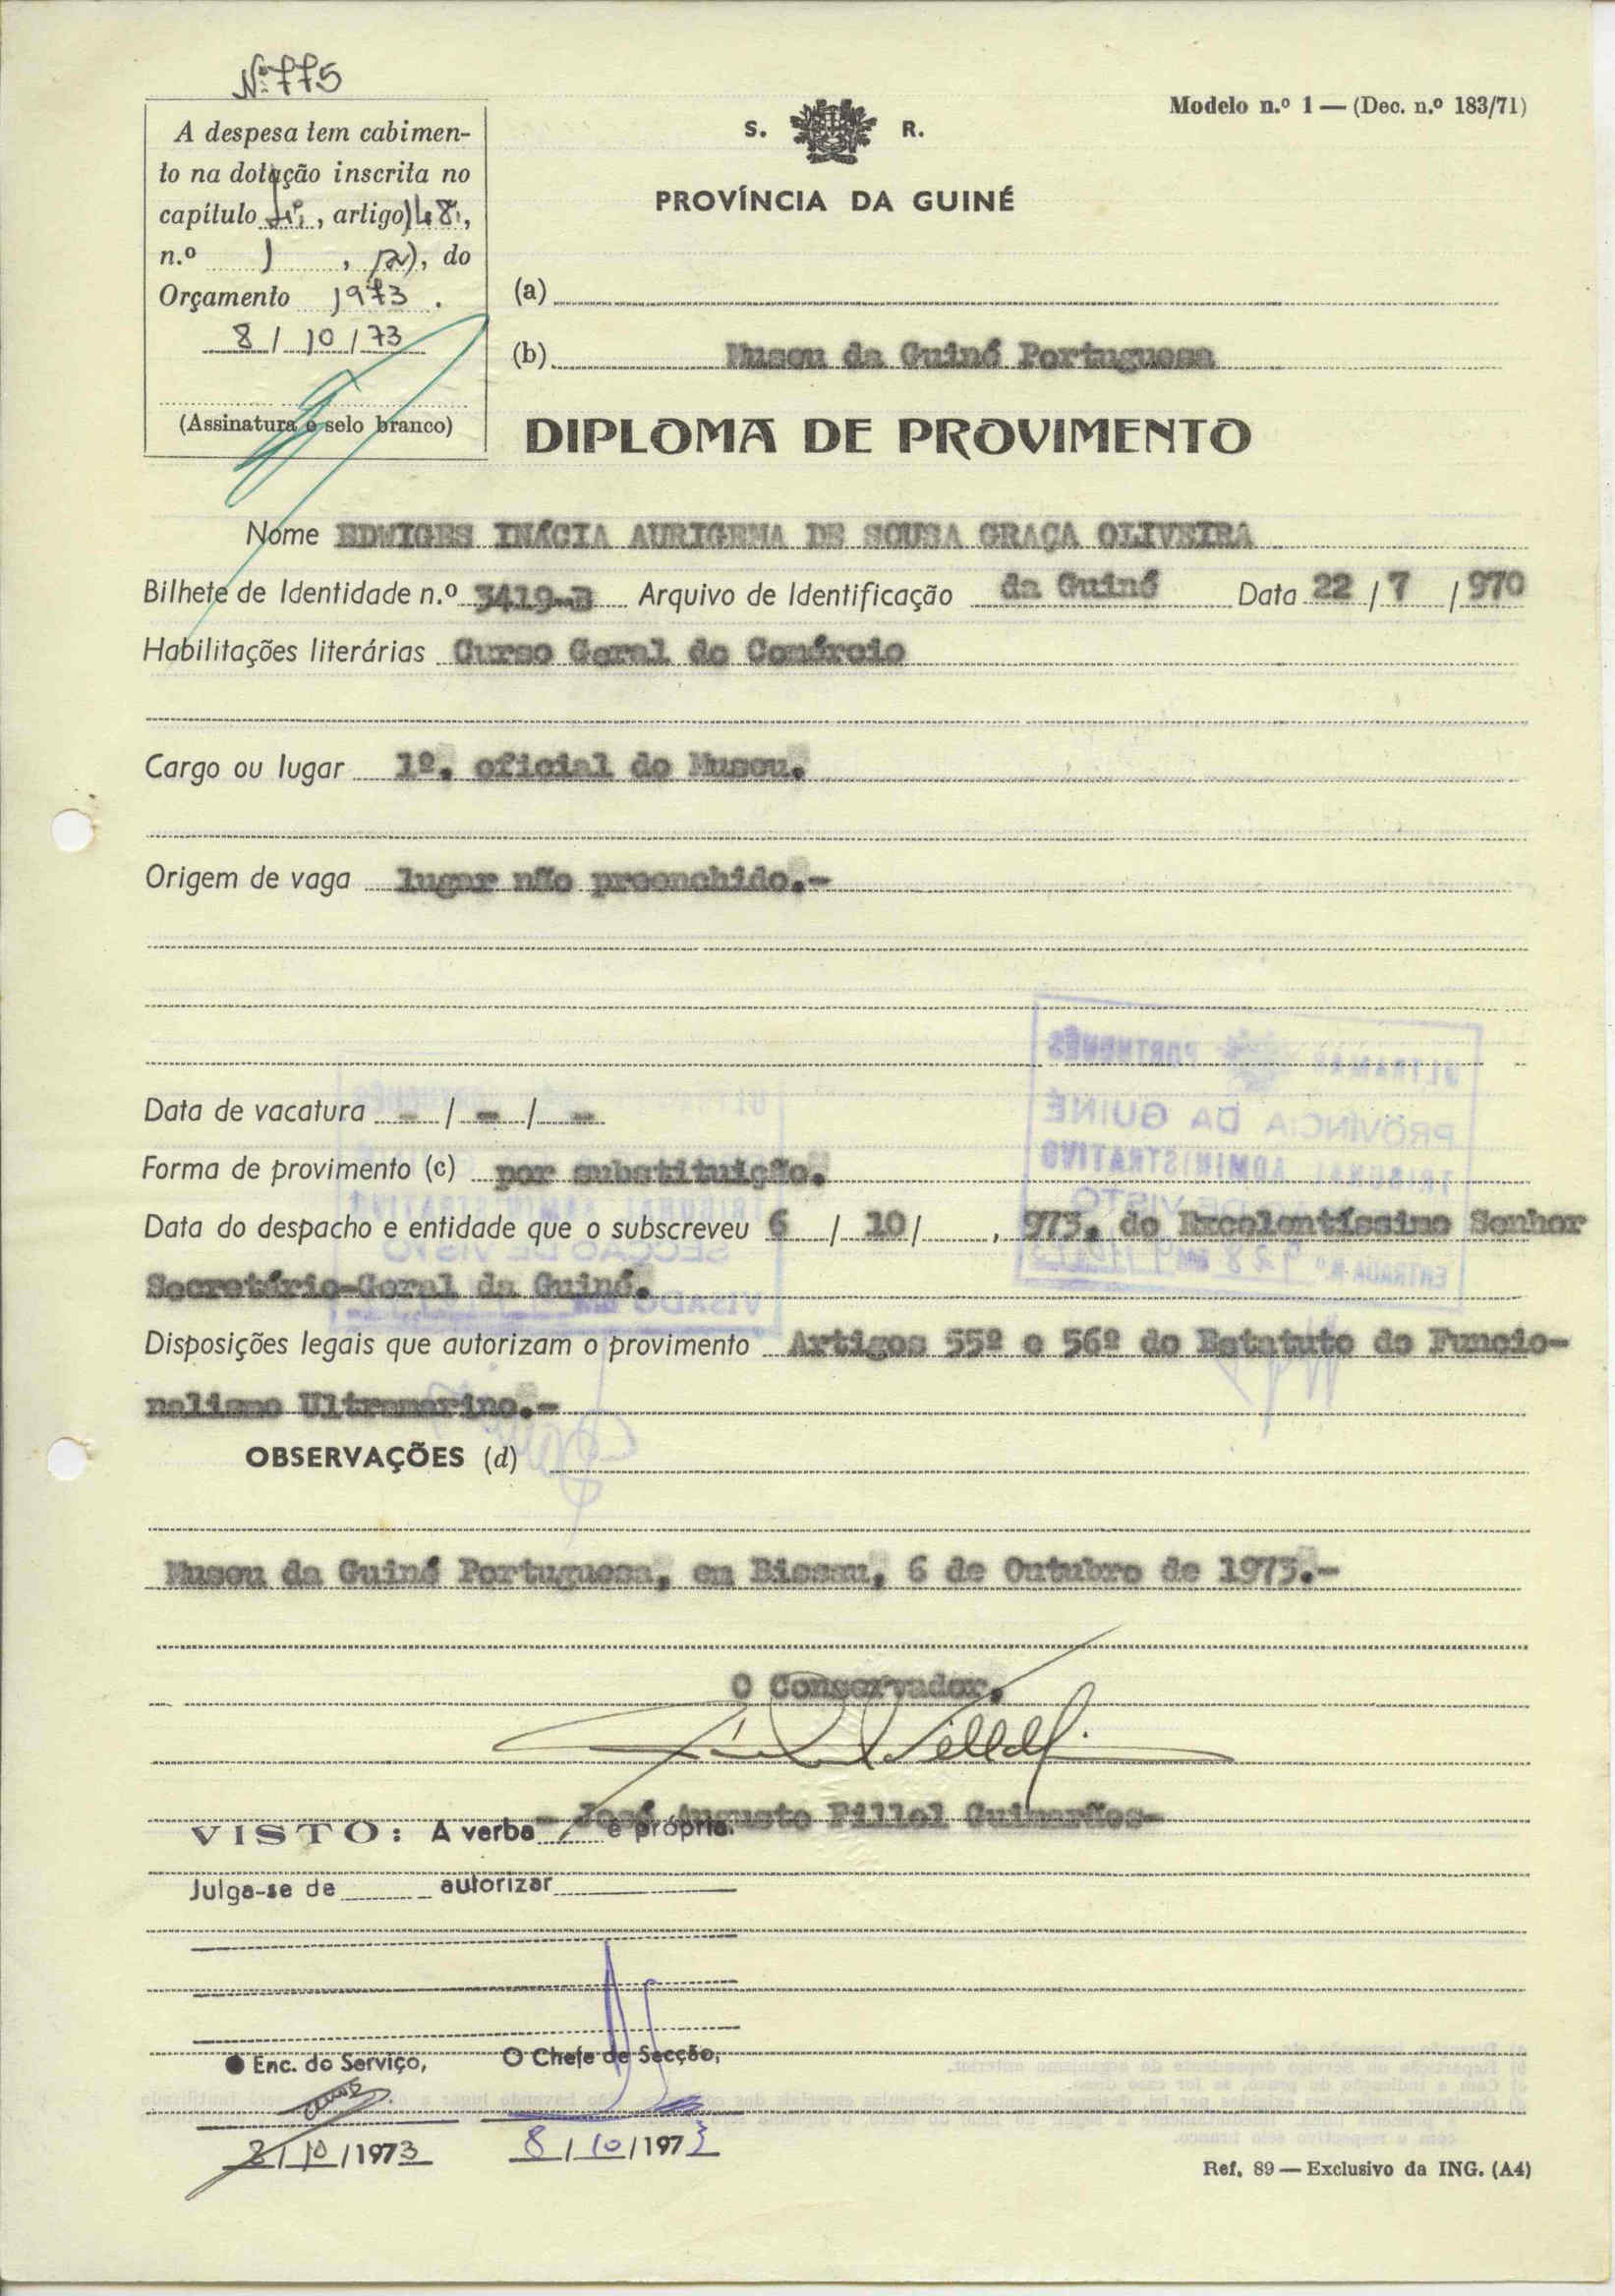 Nº 775
A despesa tem cabimen-
to na dotação inscrita no
capítulo 4º, artigo 148,
n.º 1, a), do
Orçamento 1973.
8 / 10 / 73
(Assinatura e selo branco)
Modelo n.º 1 — (Dec. n.º 183/71)
S. R.
PROVÍNCIA DA GUINÉ
(a)
(b) Museu da Guiné Portuguesa
DIPLOMA DE PROVIMENTO
Nome EDWIGES INÁCIA AURIGEMA DE SOUSA GRAÇA OLIVEIRA
Bilhete de Identidade n.º 3419-B Arquivo de Identificação da Guiné Data 22 / 7 / 970
Habilitações literárias Curso Geral do Comércio
Cargo ou lugar 1º. oficial do Museu.
Origem de vaga lugar não preenchido.-
Data de vacatura - / - / -
Forma de provimento (c) por substituição.
Data do despacho e entidade que o subscreveu 6 / 10 / , 973, do Excelentíssimo Senhor
Secretário-Geral da Guiné.
Disposições legais que autorizam o provimento Artigos 55º e 56º do Estatuto do Funcio-
nalismo Ultramarino.-
OBSERVAÇÕES (d)
Museu da Guiné Portuguesa, em Bissau, 6 de Outubro de 1973.-
O Conservador,
- José Augusto Pillol Guimarães-
VISTO: A verba é própria.
Julga-se de autorizar
Enc. do Serviço, O Chefe de Secção,
8 / 10 / 1973 8 / 10 / 1973
Ref. 89 — Exclusivo da ING. (A4)